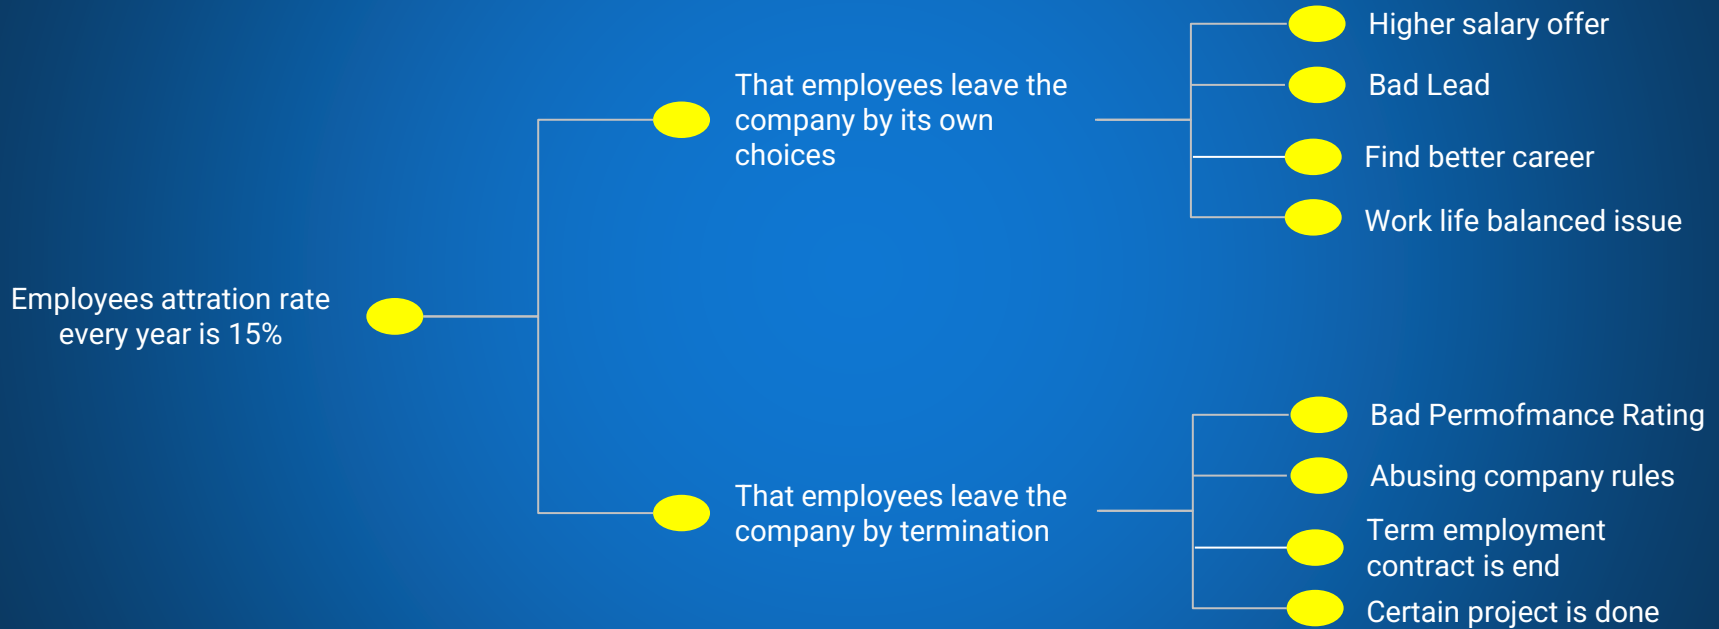 Employees attration rate
every year is 15%
That employees leave the
company by its own
choices
Higher salary offer
Bad Lead
Find better career
Work life balanced issue
That employees leave the
company by termination
Bad Permofmance Rating
Abusing company rules
Term employment
contract is end
Certain project is done